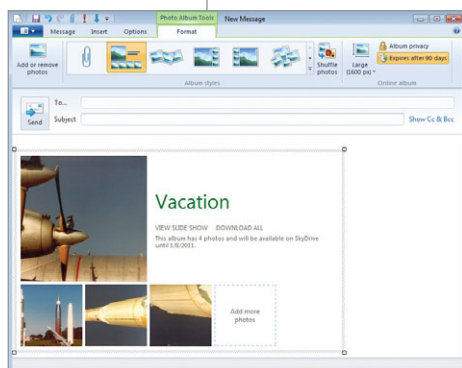 Photo Album Tools
New Message
Message Insert Options Format
Add or remove photos
Shuffle photos
Large (1600 px)
Album privacy
Expires after 90 days
Album styles
Online album
Send
To...
Subject
Show Cc & Bcc
Vacation
VIEW SLIDE SHOW DOWNLOAD ALL
This album has 4 photos and will be available on SkyDrive
until 1/8/2011.
Add more
photos